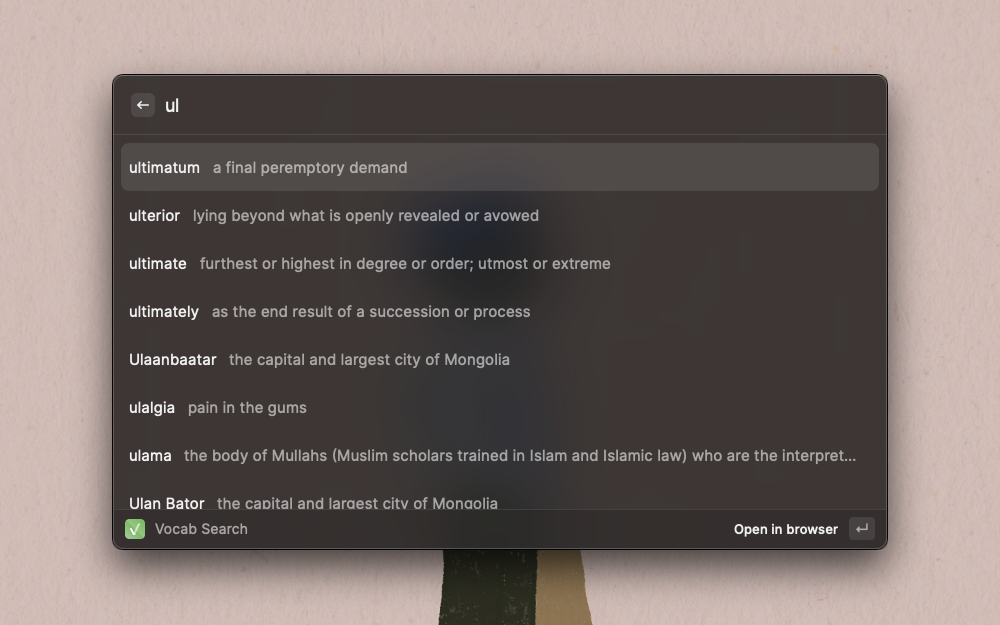 ul
ultimatum a final peremptory demand
ulterior lying beyond what is openly revealed or avowed
ultimate furthest or highest in degree or order; utmost or extreme
ultimately as the end result of a succession or process
Ulaanbaatar the capital and largest city of Mongolia
ulalgia pain in the gums
ulama the body of Mullahs (Muslim scholars trained in Islam and Islamic law) who are the interpret...
Ulan Bator the capital and largest city of Mongolia
Vocab Search Open in browser